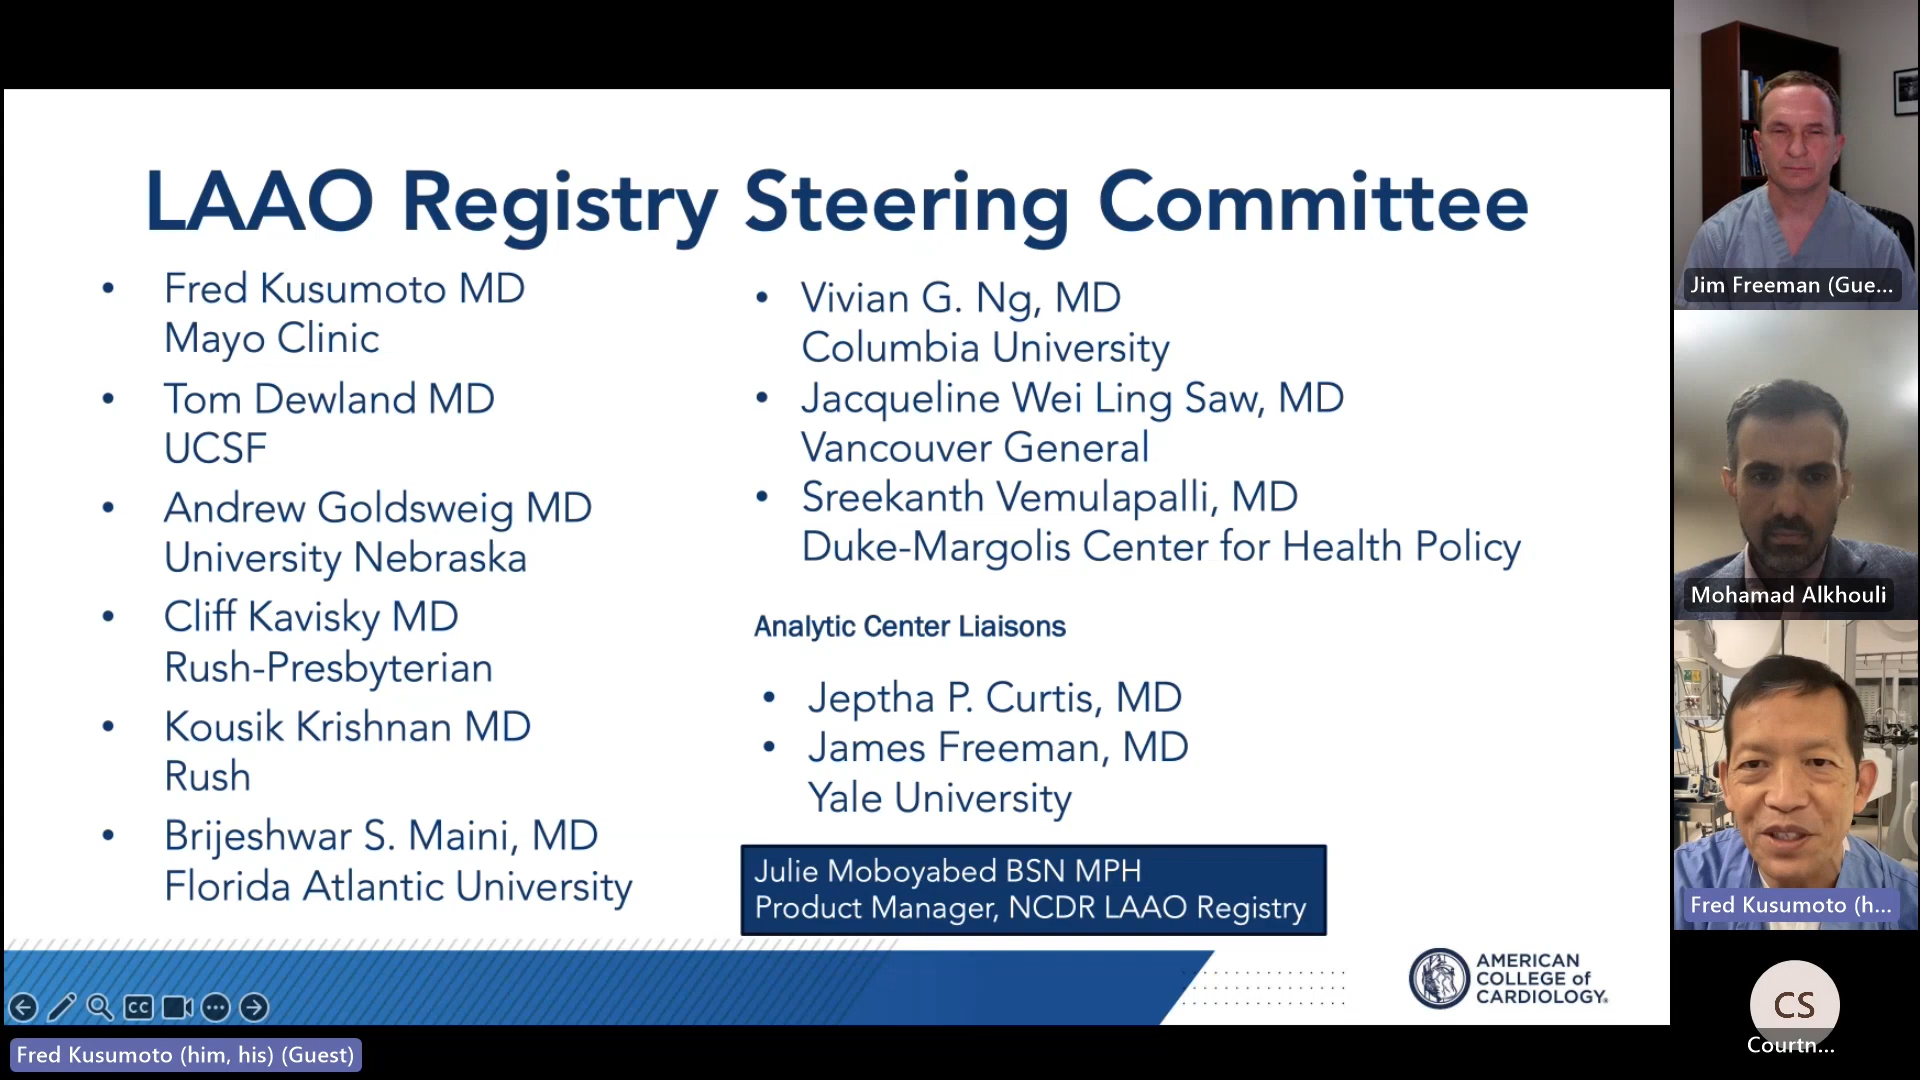 LAAO Registry Steering Committee
• Fred Kusumoto MD
Mayo Clinic
• Tom Dewland MD
UCSF
• Andrew Goldsweig MD
University Nebraska
• Cliff Kavisky MD
Rush-Presbyterian
• Kousik Krishnan MD
Rush
• Brijeshwar S. Maini, MD
Florida Atlantic University
• Vivian G. Ng, MD
Columbia University
• Jacqueline Wei Ling Saw, MD
Vancouver General
• Sreekanth Vemulapalli, MD
Duke-Margolis Center for Health Policy
Analytic Center Liaisons
• Jeptha P. Curtis, MD
• James Freeman, MD
Yale University
Julie Moboyabed BSN MPH
Product Manager, NCDR LAAO Registry
AMERICAN
COLLEGE of
CARDIOLOGY
CC
Fred Kusumoto (him, his) (Guest)
Jim Freeman (Gue...
Mohamad Alkhouli
Fred Kusumoto (h...
CS
Courtn...